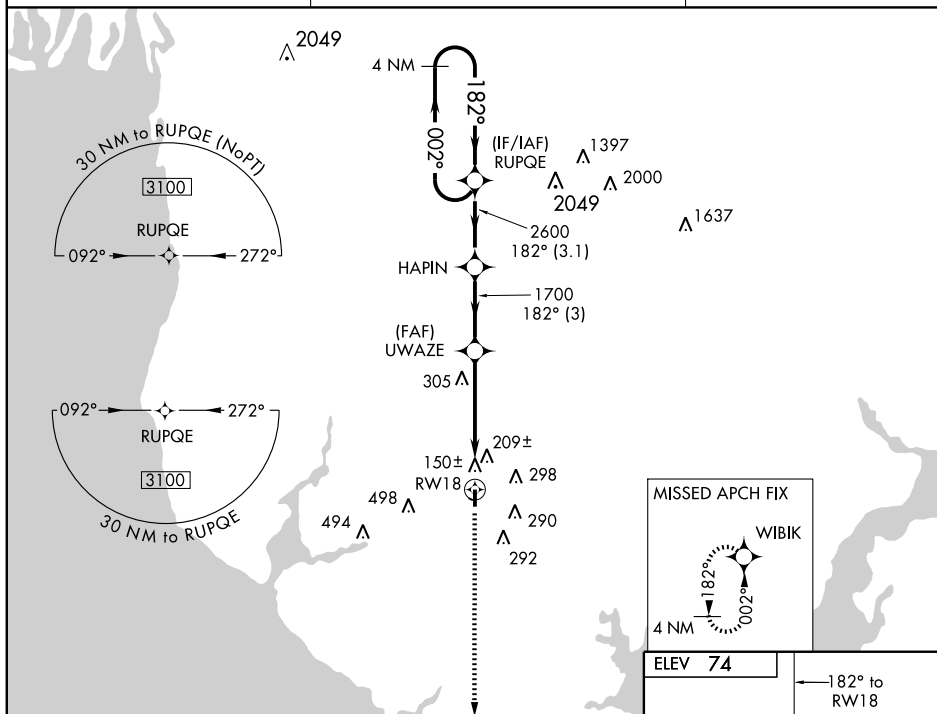 2049
4 NM
182°
002°
(IF/IAF)
RUPQE
1397
2000
2049
1637
30 NM to RUPQE (NoPT)
3100
RUPQE
092°
272°
2600
182° (3.1)
HAPIN
1700
182° (3)
(FAF)
UWAZE
305
092°
272°
RUPQE
3100
30 NM to RUPQE
209±
150±
RW18
298
498
290
494
292
MISSED APCH FIX
WIBIK
182°
002°
4 NM
ELEV 74
182° to
RW18